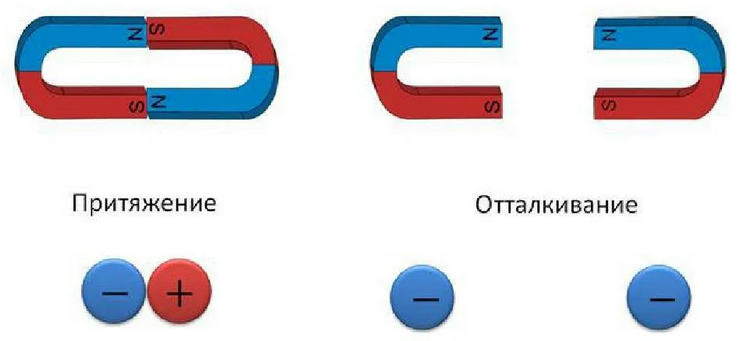 N S N N
S N S S
Притяжение Отталкивание
− + − −